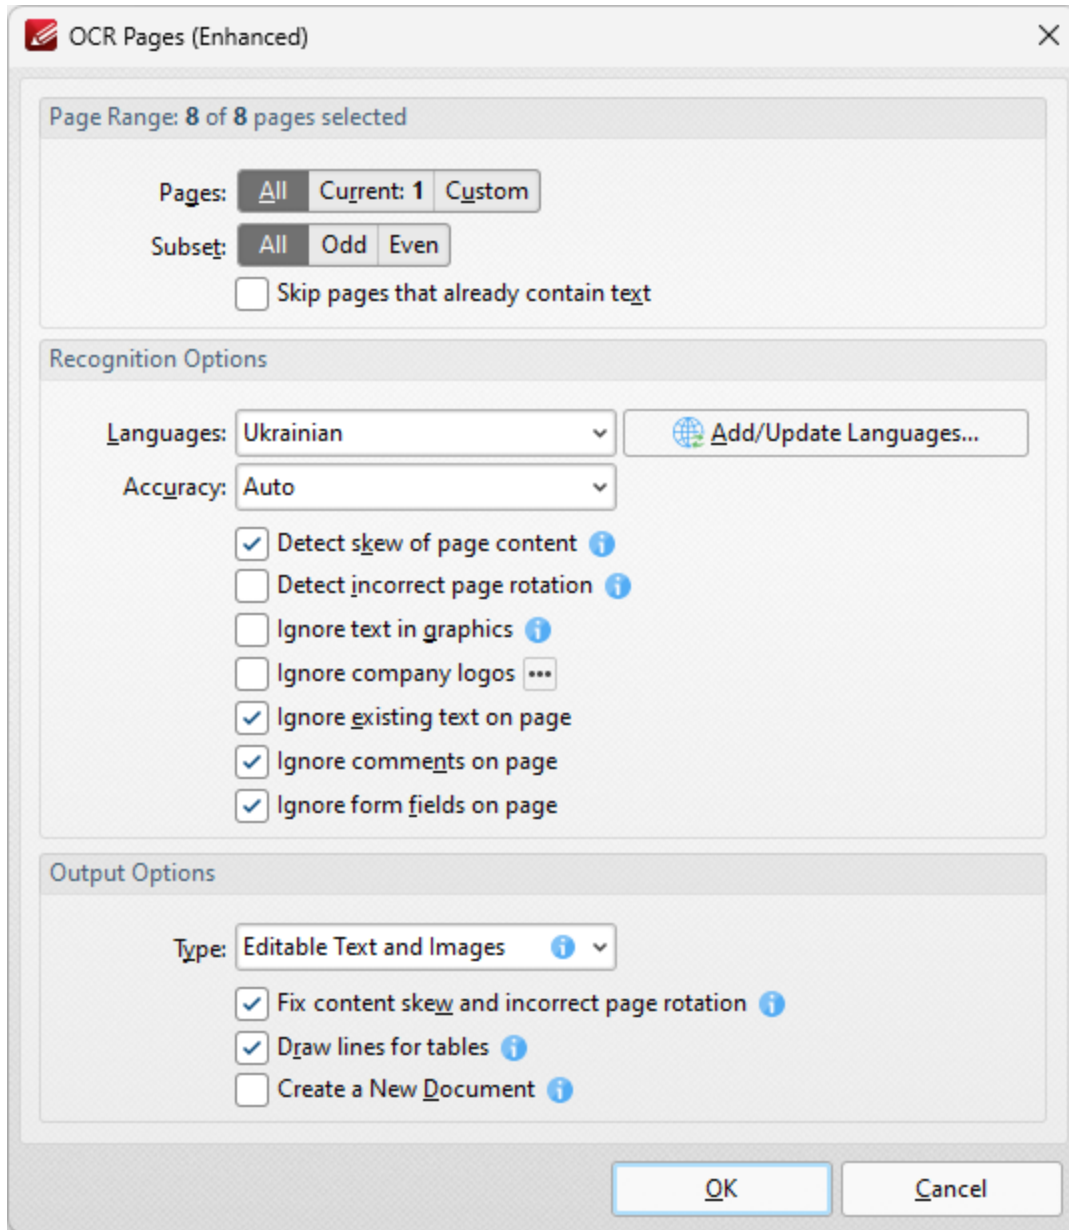 OCR Pages (Enhanced)
Page Range: 8 of 8 pages selected
Pages: All Current: 1 Custom
Subset: All Odd Even
Skip pages that already contain text
Recognition Options
Languages: Ukrainian Add/Update Languages...
Accuracy: Auto
Detect skew of page content
Detect incorrect page rotation
Ignore text in graphics
Ignore company logos
Ignore existing text on page
Ignore comments on page
Ignore form fields on page
Output Options
Type: Editable Text and Images
Fix content skew and incorrect page rotation
Draw lines for tables
Create a New Document
OK Cancel